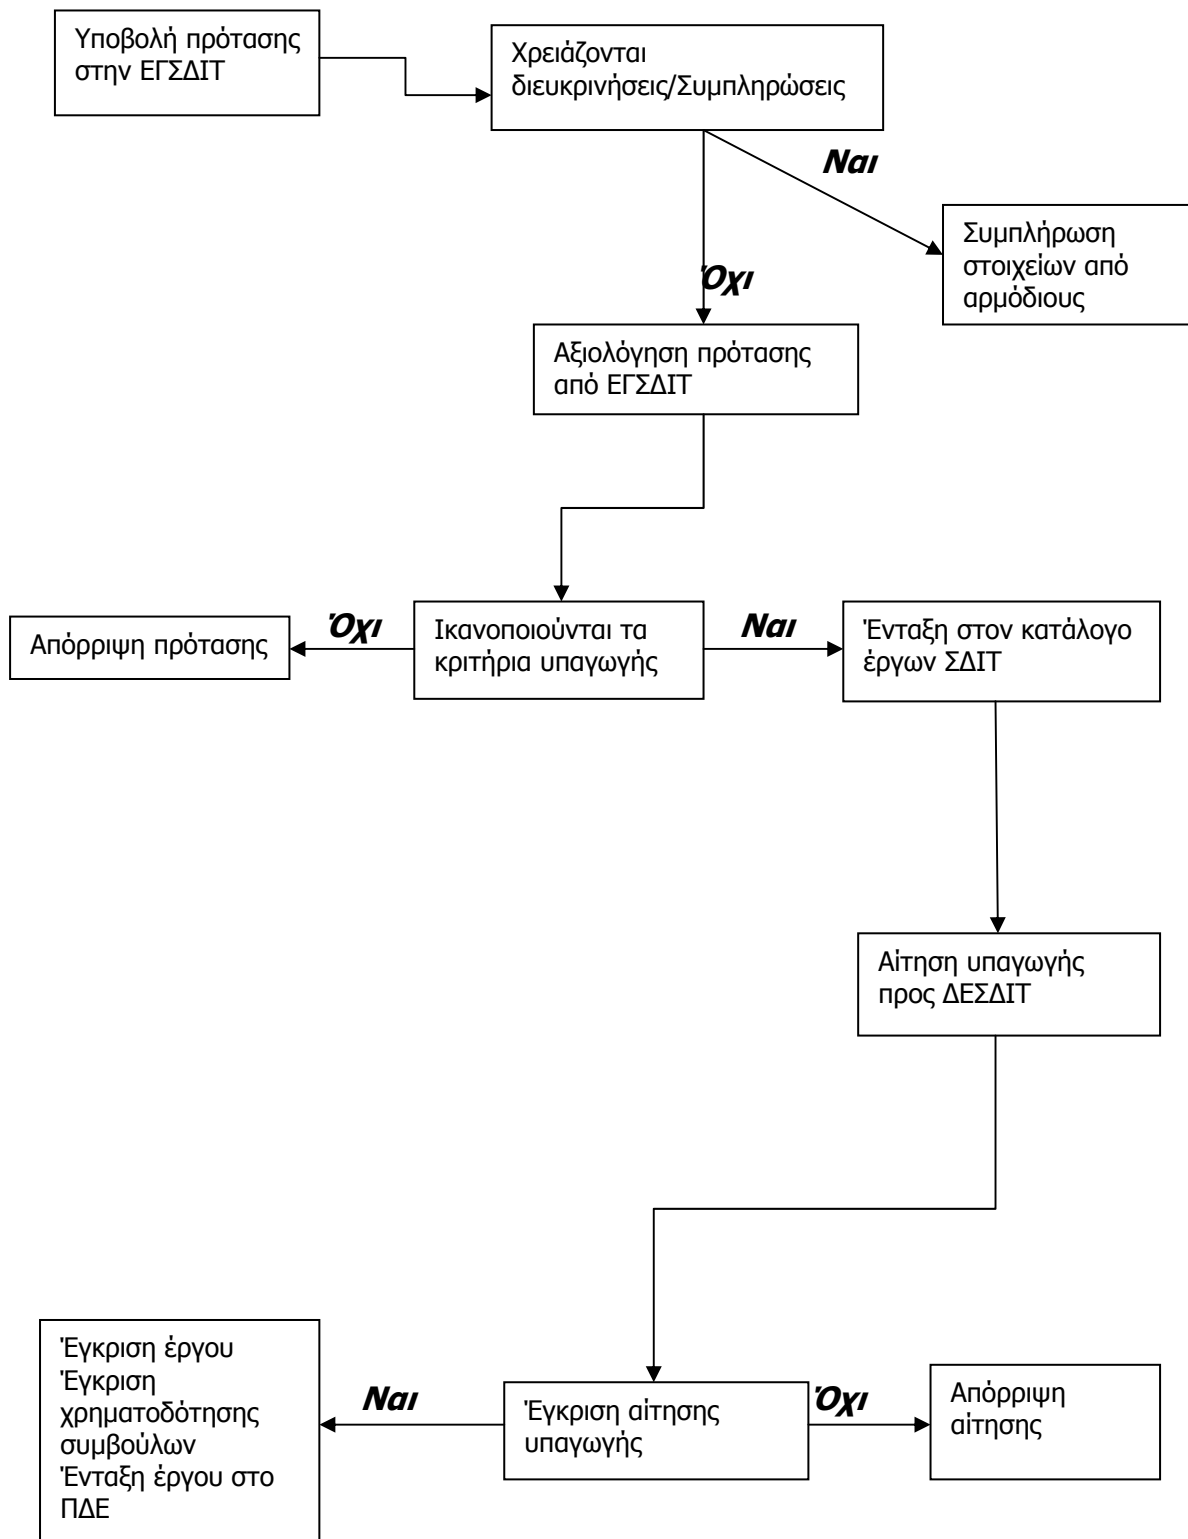 Υποβολή πρότασης
στην ΕΓΣΔΙΤ
Χρειάζονται
διευκρινήσεις/Συμπληρώσεις
Ναι
Συμπλήρωση
στοιχείων από
αρμόδιους
Όχι
Αξιολόγηση πρότασης
από ΕΓΣΔΙΤ
Απόρριψη πρότασης
Όχι
Ικανοποιούνται τα
κριτήρια υπαγωγής
Ναι
Ένταξη στον κατάλογο
έργων ΣΔΙΤ
Αίτηση υπαγωγής
προς ΔΕΣΔΙΤ
Έγκριση έργου
Έγκριση
χρηματοδότησης
συμβούλων
Ένταξη έργου στο
ΠΔΕ
Ναι
Έγκριση αίτησης
υπαγωγής
Όχι
Απόρριψη
αίτησης